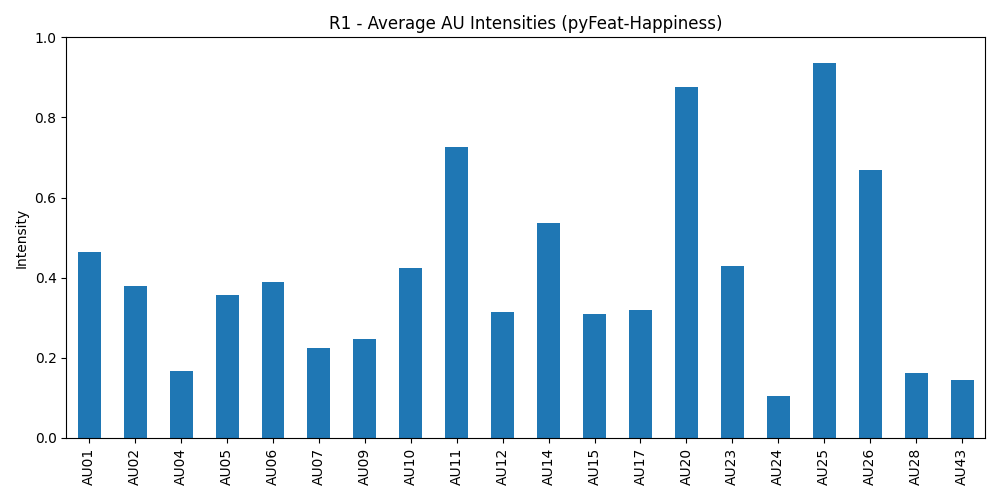 R1 - Average AU Intensities (pyFeat-Happiness)
1.0
0.8
0.6
0.4
0.2
0.0
Intensity
AU01
AU02
AU04
AU05
AU06
AU07
AU09
AU10
AU11
AU12
AU14
AU15
AU17
AU20
AU23
AU24
AU25
AU26
AU28
AU43